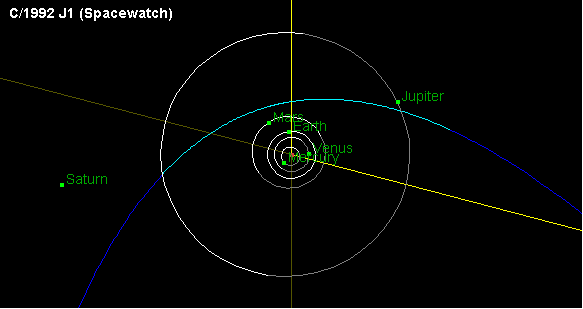 C/1992 J1 (Spacewatch)
Jupiter
Mars
Earth
Venus
Mercury
Saturn